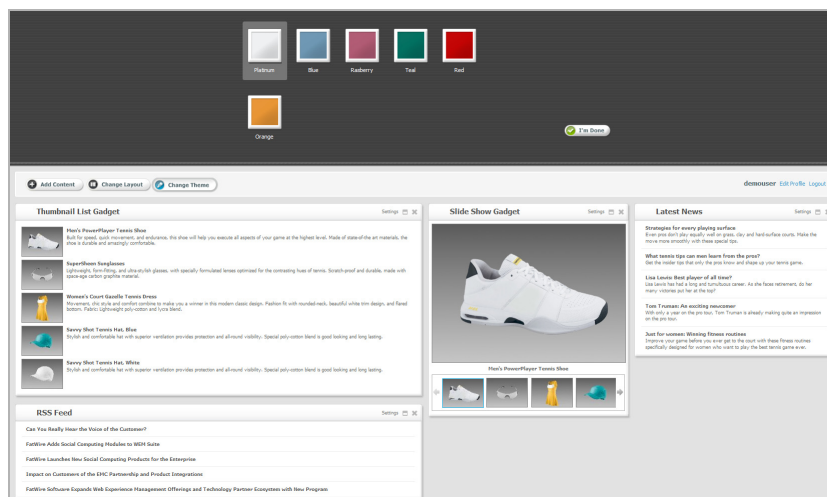 Platinum
Blue
Rasberry
Teal
Red
Orange
I'm Done
Add Content
Change Layout
Change Theme
demouser Edit Profile Logout
Thumbnail List Gadget
Settings
Men's PowerPlayer Tennis Shoe
Built for speed, quick movement, and endurance, this shoe will help you execute all aspects of your game at the highest level. Made of state-of-the art materials, the
shoe is durable and amazingly comfortable.
SuperSheen Sunglasses
Lightweight, form-fitting, and ultra-stylish glasses, with specially formulated lenses optimized for the contrasting hues of tennis. Scratch-proof and durable, made with
space-age carbon graphite material.
Women's Court Gazelle Tennis Dress
Movement, chic style and comfort combine to make you a winner in this modern classic design. Fashion fit with rounded-neck, beautiful white trim design, and flared
bottom. Fabric: Lightweight poly-cotton and lycra blend.
Savvy Shot Tennis Hat, Blue
Stylish and comfortable hat with superior ventilation provides protection and all-round visibility. Special poly-cotton blend is good looking and long lasting.
Savvy Shot Tennis Hat, White
Stylish and comfortable hat with superior ventilation provides protection and all-round visibility. Special poly-cotton blend is good looking and long lasting.
RSS Feed
Settings
Can You Really Hear the Voice of the Customer?
FatWire Adds Social Computing Modules to WEM Suite
FatWire Launches New Social Computing Products for the Enterprise
Impact on Customers of the EMC Partnership and Product Integrations
FatWire Software Expands Web Experience Management Offerings and Technology Partner Ecosystem with New Program
Slide Show Gadget
Settings
Men's PowerPlayer Tennis Shoe
Latest News
Settings
Strategies for every playing surface
Even pros don't play equally well on grass, clay and hard-surface courts. Make the
move more smoothly with these special tips.
What tennis tips can even learn from the pros?
Get the insider tips that only the pros know and shape up your tennis game.
Lisa Lewis: Best player of all time?
Lisa Lewis has had a long and tumultuous career. As she faces retirement, do her
many victories put her at the top?
Tom Truman: An exciting newcomer
With only a year on the pro tour, Tom Truman is already making quite an impression
on the pro tour.
Just for women: Winning fitness routines
Improve your game before you ever get to the court with these fitness routines
specifically designed for women who want to play the best tennis game ever.